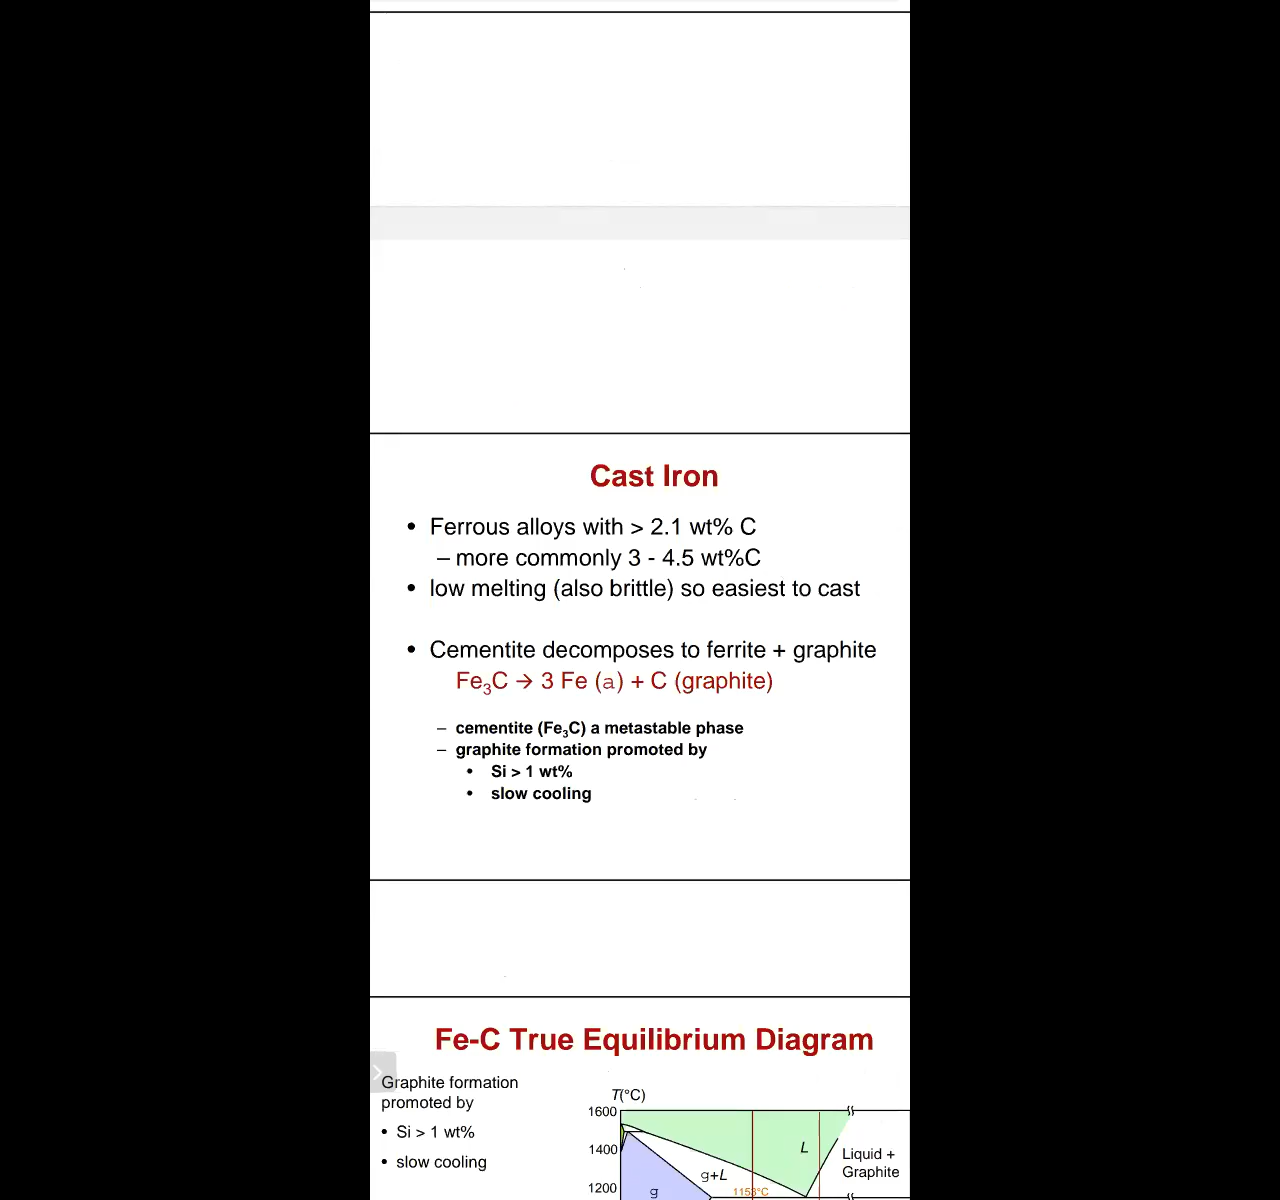 Cast Iron
• Ferrous alloys with > 2.1 wt% C
– more commonly 3 - 4.5 wt%C
• low melting (also brittle) so easiest to cast
• Cementite decomposes to ferrite + graphite
Fe₃C → 3 Fe (a) + C (graphite)
– cementite (Fe₃C) a metastable phase
– graphite formation promoted by
• Si > 1 wt%
• slow cooling
Fe-C True Equilibrium Diagram
Graphite formation
promoted by
• Si > 1 wt%
• slow cooling
T(°C)
1600
1400
1200
L
Liquid +
Graphite
g+L
1153°C
g